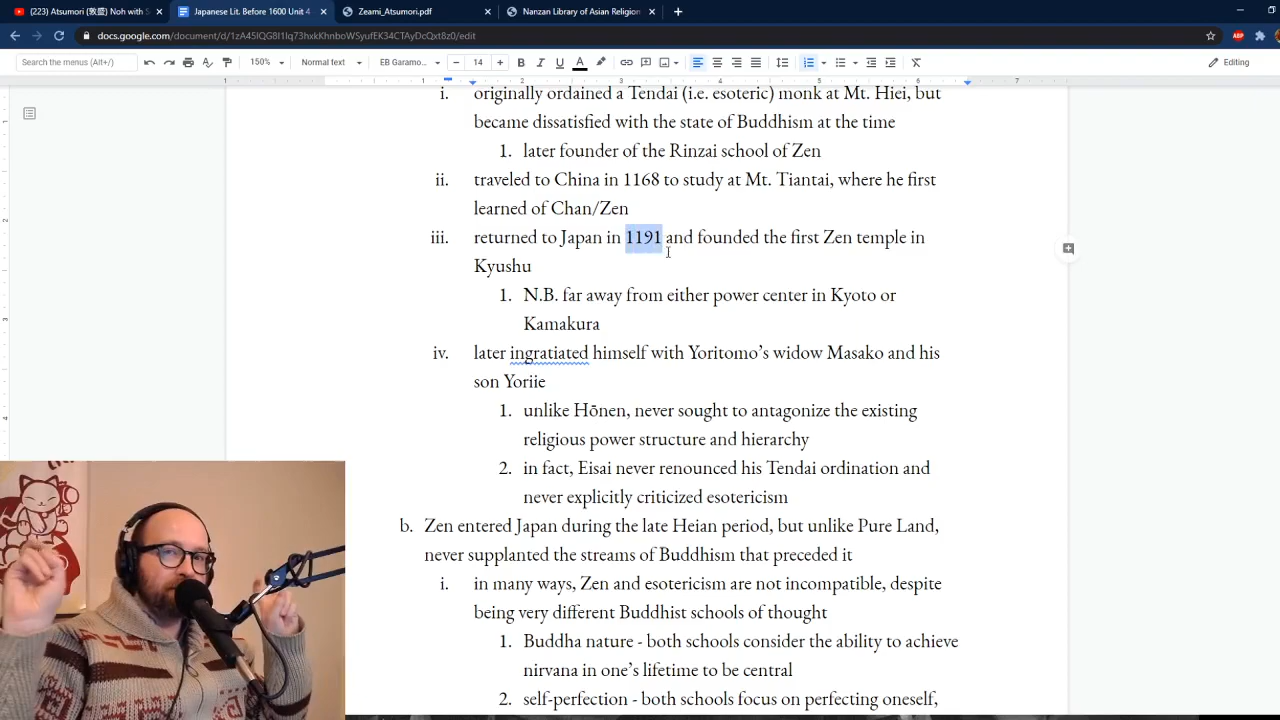 (223) Atsumori (敦盛) Noh with S
Japanese Lit. Before 1600 Unit 4
Zeami_Atsumori.pdf
Nanzan Library of Asian Religion
docs.google.com/document/d/1zA45IQG8I1Iq73hxkKhnboWSyufEK34CTAyDcQxt8z0/edit
Search the menus (Alt+/)
150%
Normal text
EB Garamo...
14
Editing
i. originally ordained a Tendai (i.e. esoteric) monk at Mt. Hiei, but
became dissatisfied with the state of Buddhism at the time
1. later founder of the Rinzai school of Zen
ii. traveled to China in 1168 to study at Mt. Tiantai, where he first
learned of Chan/Zen
iii. returned to Japan in 1191 and founded the first Zen temple in
Kyushu
1. N.B. far away from either power center in Kyoto or
Kamakura
iv. later ingratiated himself with Yoritomo’s widow Masako and his
son Yoriie
1. unlike Hōnen, never sought to antagonize the existing
religious power structure and hierarchy
2. in fact, Eisai never renounced his Tendai ordination and
never explicitly criticized esotericism
b. Zen entered Japan during the late Heian period, but unlike Pure Land,
never supplanted the streams of Buddhism that preceded it
i. in many ways, Zen and esotericism are not incompatible, despite
being very different Buddhist schools of thought
1. Buddha nature - both schools consider the ability to achieve
nirvana in one’s lifetime to be central
2. self-perfection - both schools focus on perfecting oneself,